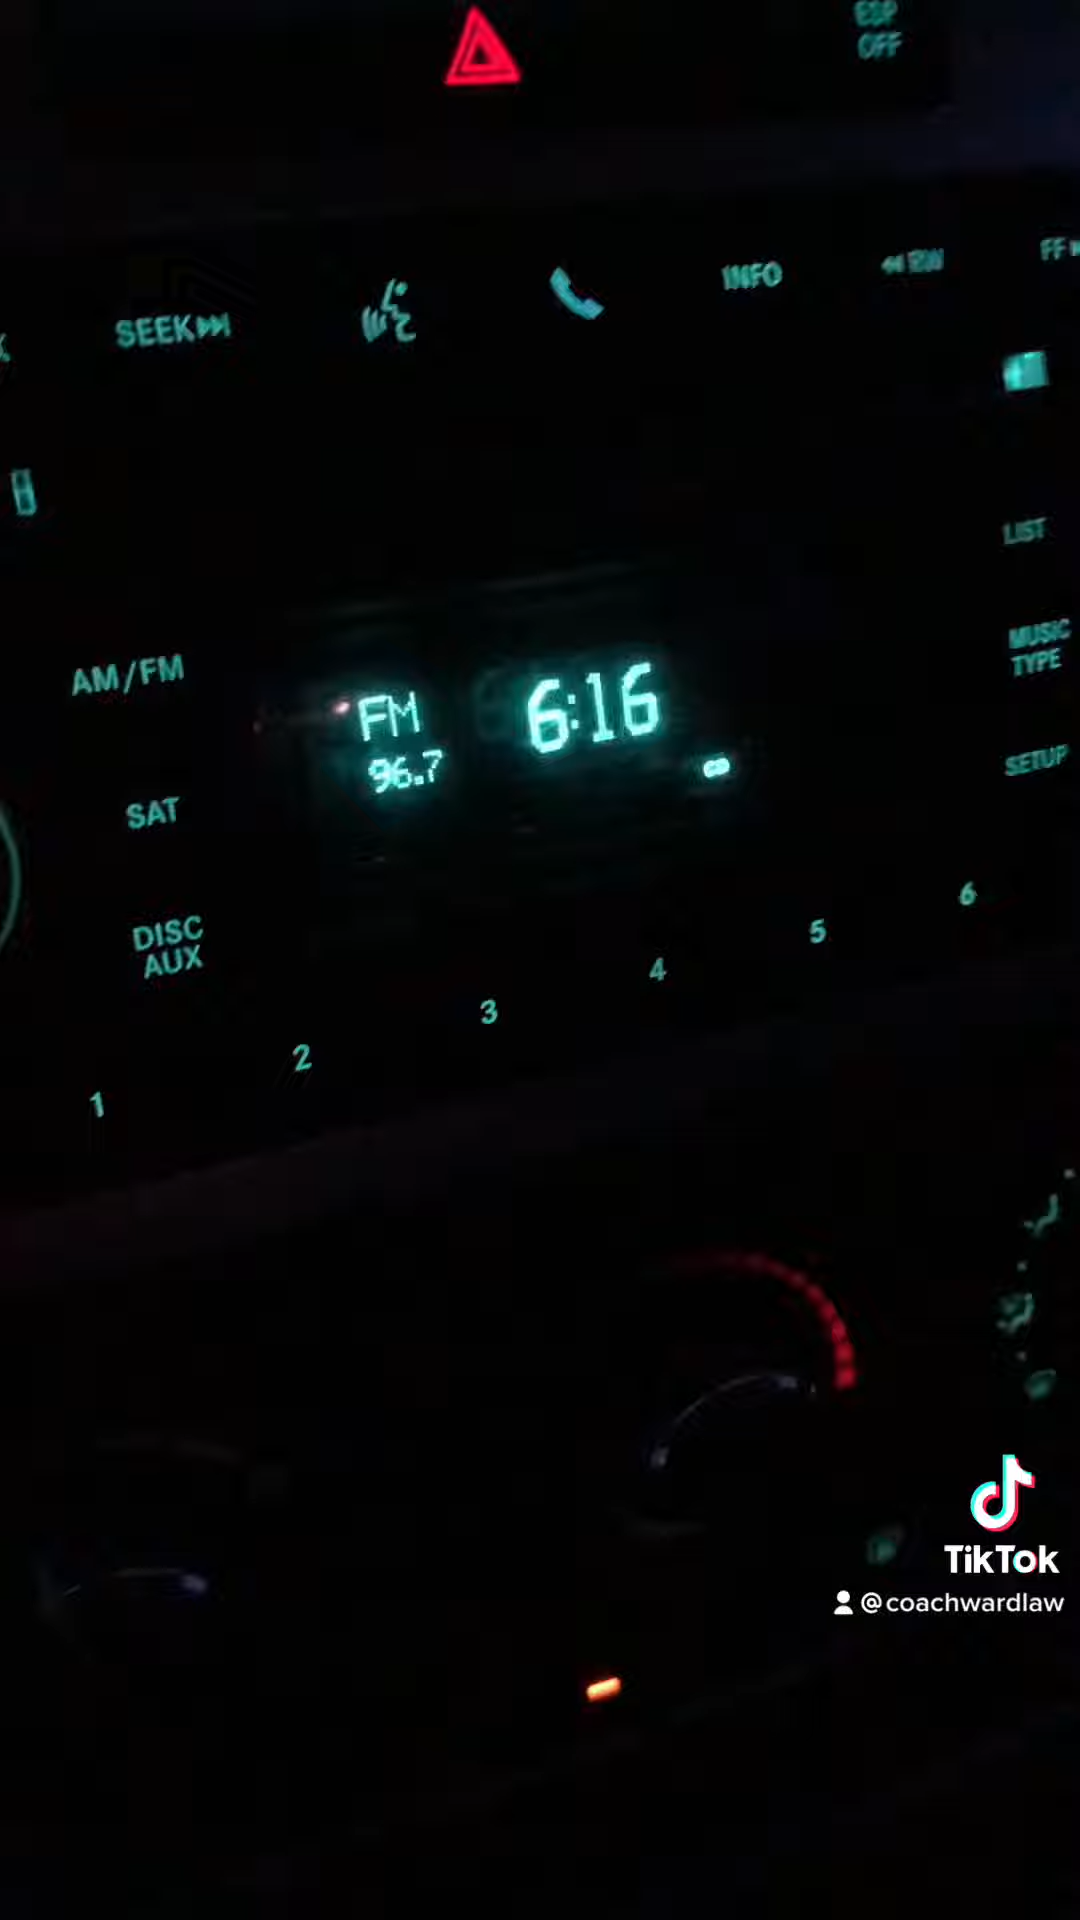 ESP
OFF
SEEK
INFO
RW
FF
LIST
MUSIC
TYPE
SETUP
AM/FM
FM
96.7
6:16
SAT
DISC
AUX
1
2
3
4
5
6
TikTok
@coachwardlaw